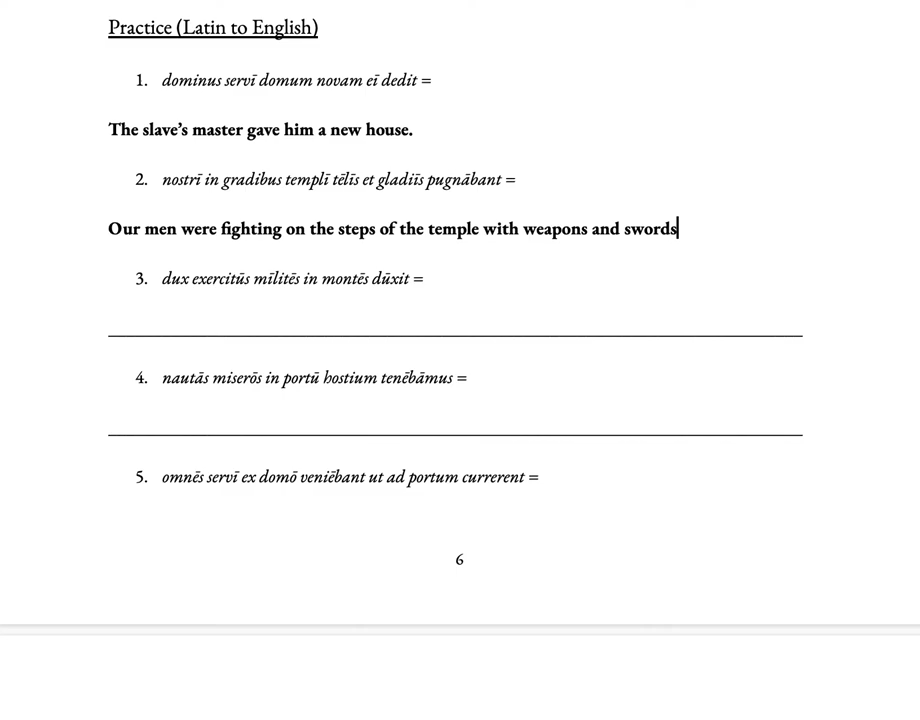 Practice (Latin to English)
1. dominus servī domum novam eī dedit =
The slave’s master gave him a new house.
2. nostrī in gradibus templī tēlīs et gladiīs pugnābant =
Our men were fighting on the steps of the temple with weapons and swords
3. dux exercitūs mīlitēs in montēs dūxit =
4. nautās miserōs in portū hostium tenēbāmus =
5. omnēs servī ex domō veniēbant ut ad portum currerent =
6